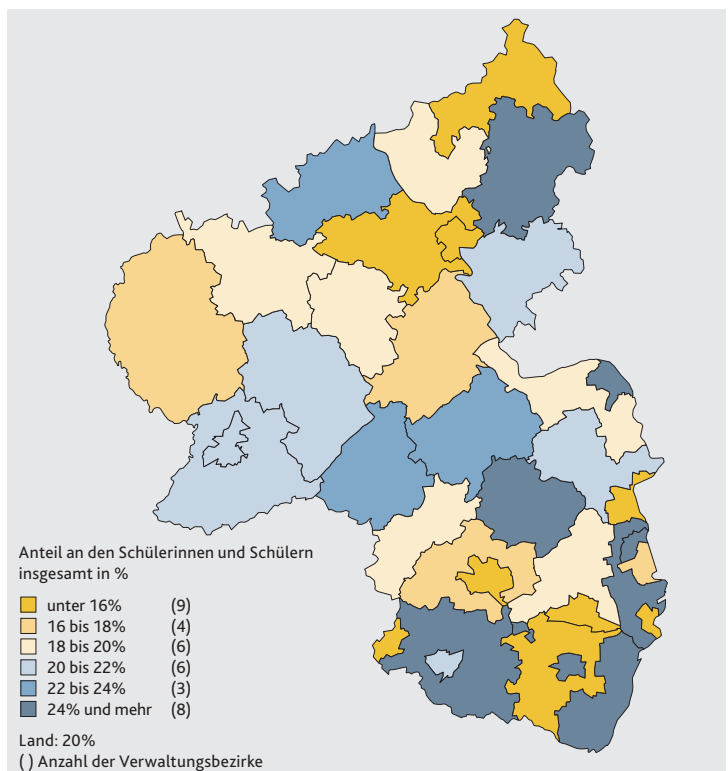 Anteil an den Schülerinnen und Schülern
insgesamt in %
unter 16% (9)
16 bis 18% (4)
18 bis 20% (6)
20 bis 22% (6)
22 bis 24% (3)
24% und mehr (8)
Land: 20%
( ) Anzahl der Verwaltungsbezirke